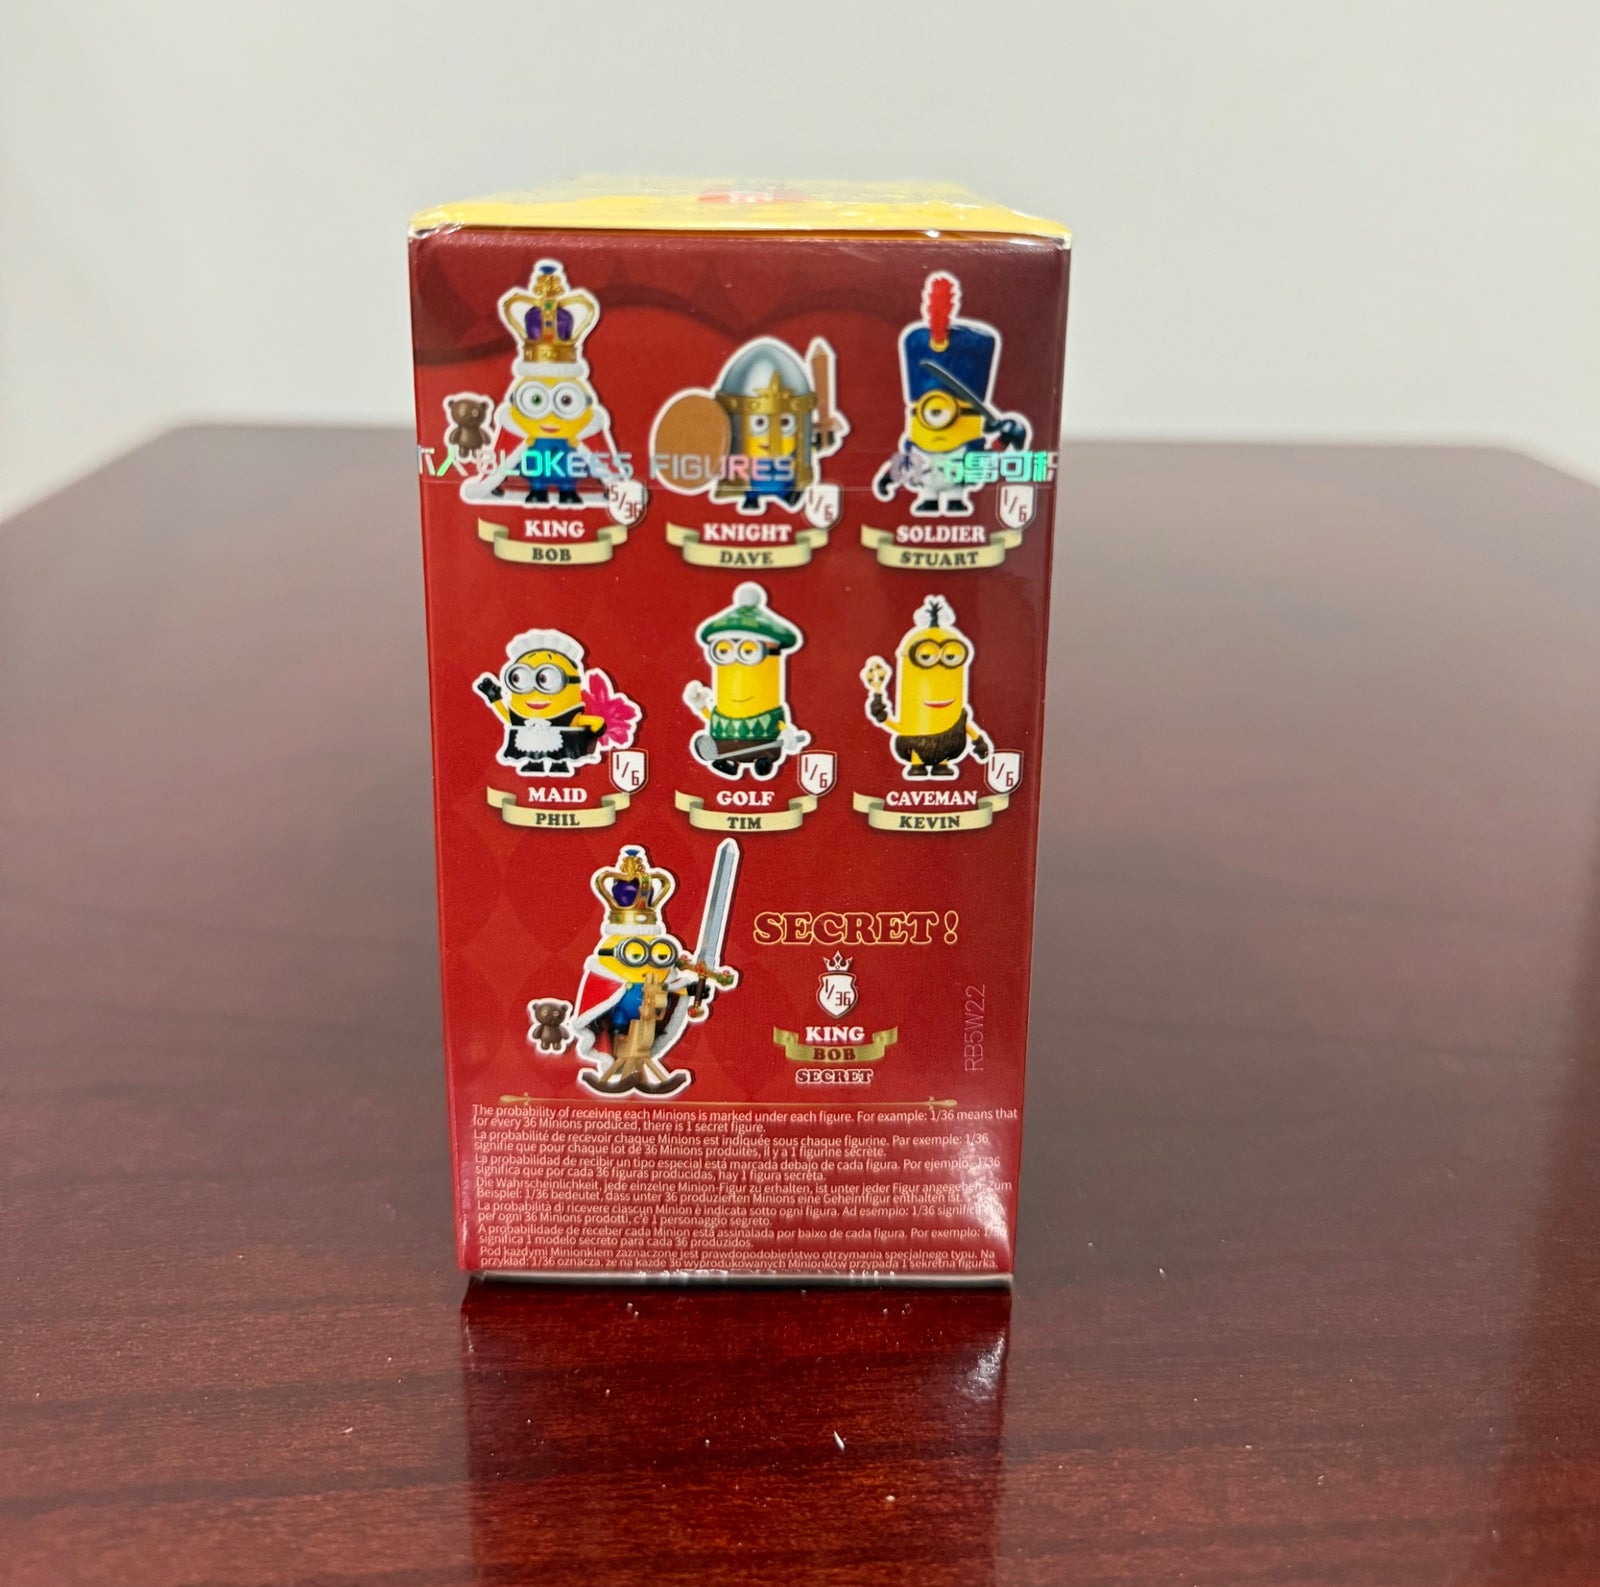 BLOKEES FIGURES 布鲁可积
5/36 1/6 1/6
KING KNIGHT SOLDIER
BOB DAVE STUART
1/6 1/6 1/6
MAID GOLF CAVEMAN
PHIL TIM KEVIN
SECRET!
1/36
KING
BOB
SECRET
RB5W22
The probability of receiving each Minions is marked under each figure. For example: 1/36 means that
for every 36 Minions produced, there is 1 secret figure.
La probabilité de recevoir chaque Minions est indiquée sous chaque figurine. Par exemple: 1/36
signifie que pour chaque lot de 36 Minions produites, il y a 1 figurine secrète.
La probabilidad de recibir un tipo especial está marcada debajo de cada figura. Por ejemplo: 1/36
significa que por cada 36 figuras producidas, hay 1 figura secreta.
Die Wahrscheinlichkeit, jede einzelne Minion-Figur zu erhalten, ist unter jeder Figur angegeben. Zum
Beispiel: 1/36 bedeutet, dass unter 36 produzierten Minions eine Geheimfigur enthalten ist.
La probabilità di ricevere ciascun Minion è indicata sotto ogni figura. Ad esempio: 1/36 significa
per ogni 36 Minions prodotti, c'è 1 personaggio segreto.
A probabilidade de receber cada Minion está assinalada por baixo de cada figura. Por exemplo: 1/36
significa 1 modelo secreto para cada 36 produzidos.
Pod każdymi Minionkiem zaznaczone jest prawdopodobieństwo otrzymania specjalnego typu. Na
przykład: 1/36 oznacza, że na każde 36 wyprodukowanych Minionków przypada 1 sekretna figurka.